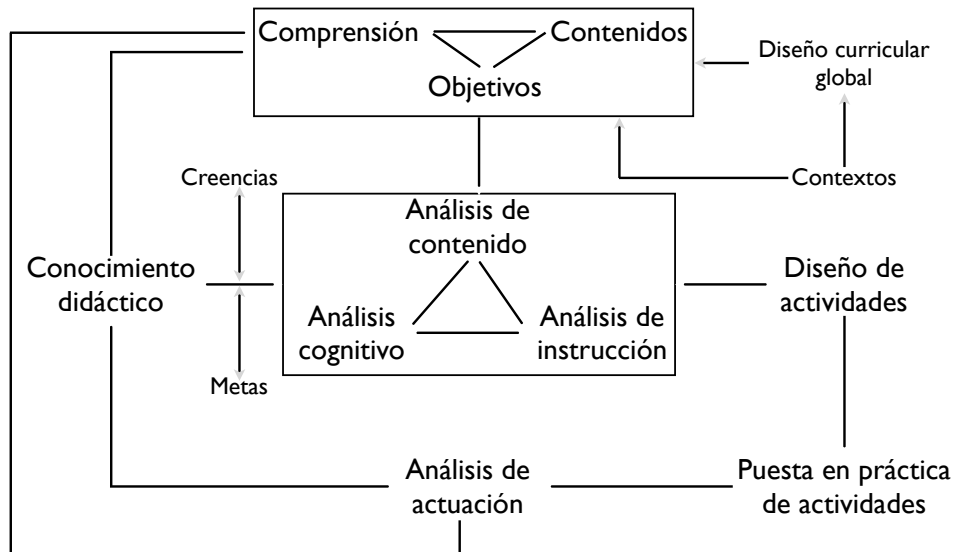 Comprensión
Contenidos
Objetivos
Diseño curricular
global
Creencias
Contextos
Análisis de
contenido
Conocimiento
didáctico
Diseño de
actividades
Análisis
cognitivo
Análisis de
instrucción
Metas
Análisis de
actuación
Puesta en práctica
de actividades